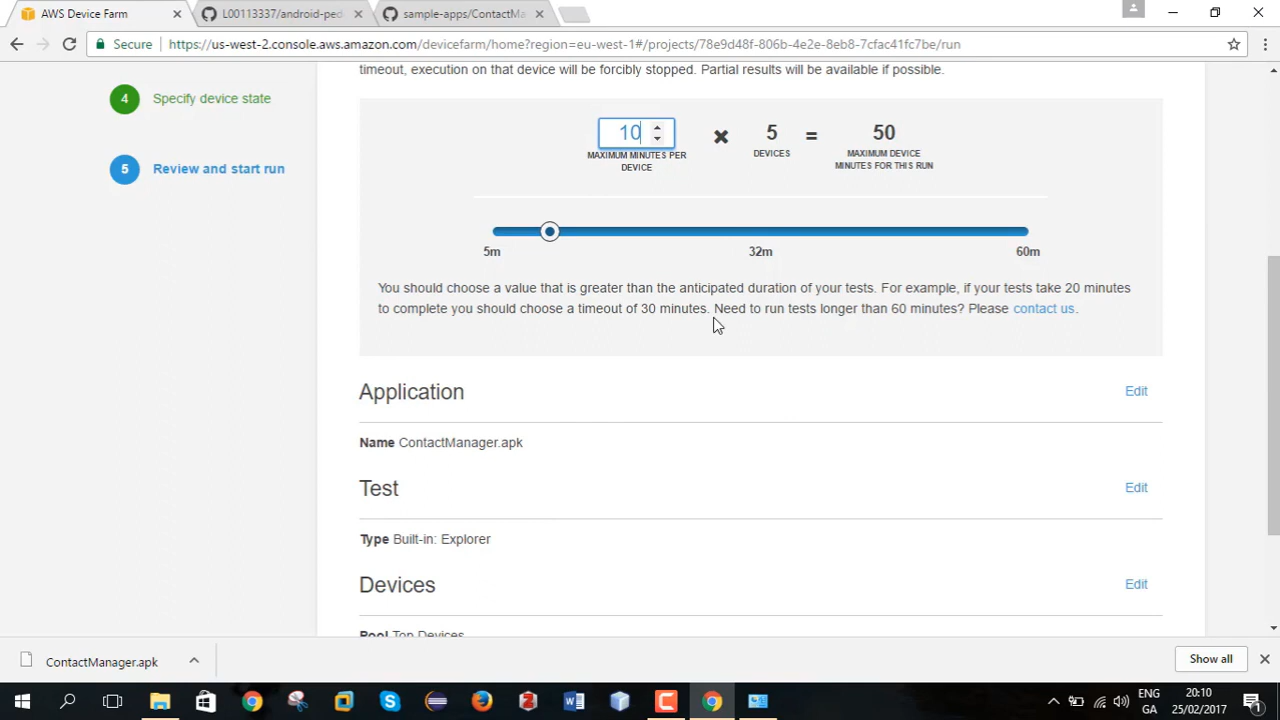 AWS Device Farm
L00113337/android-ped
sample-apps/ContactMa
Secure
https://us-west-2.console.aws.amazon.com/devicefarm/home?region=eu-west-1#/projects/78e9d48f-806b-4e2e-8eb8-7cfac41fc7be/run
timeout, execution on that device will be forcibly stopped. Partial results will be available if possible.
4 Specify device state
5 Review and start run
10 × 5 = 50
MAXIMUM MINUTES PER DEVICE
DEVICES
MAXIMUM DEVICE MINUTES FOR THIS RUN
5m 32m 60m
You should choose a value that is greater than the anticipated duration of your tests. For example, if your tests take 20 minutes
to complete you should choose a timeout of 30 minutes. Need to run tests longer than 60 minutes? Please contact us.
Application Edit
Name ContactManager.apk
Test Edit
Type Built-in: Explorer
Devices Edit
Pool Top Devices
ContactManager.apk
Show all
ENG 20:10
GA 25/02/2017
1